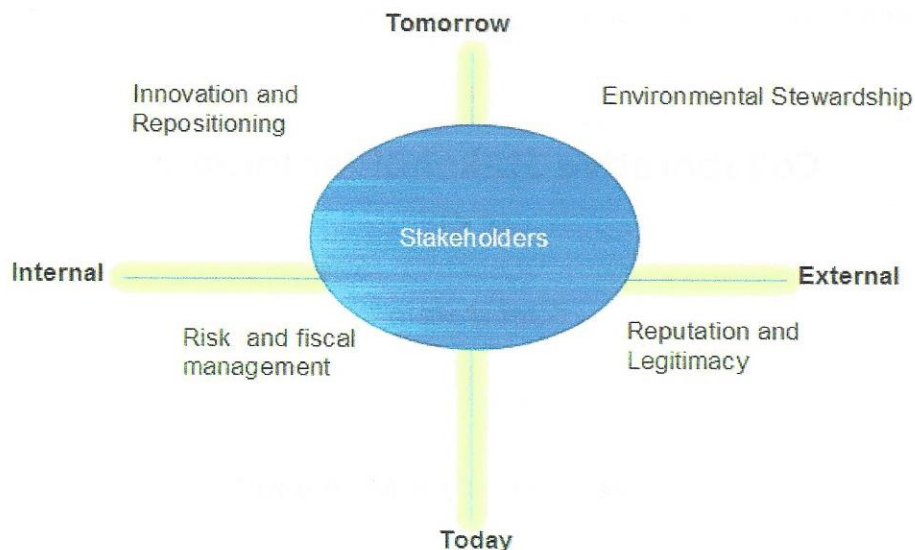 Tomorrow
Innovation and
Repositioning
Environmental Stewardship
Stakeholders
Internal
External
Risk and fiscal
management
Reputation and
Legitimacy
Today